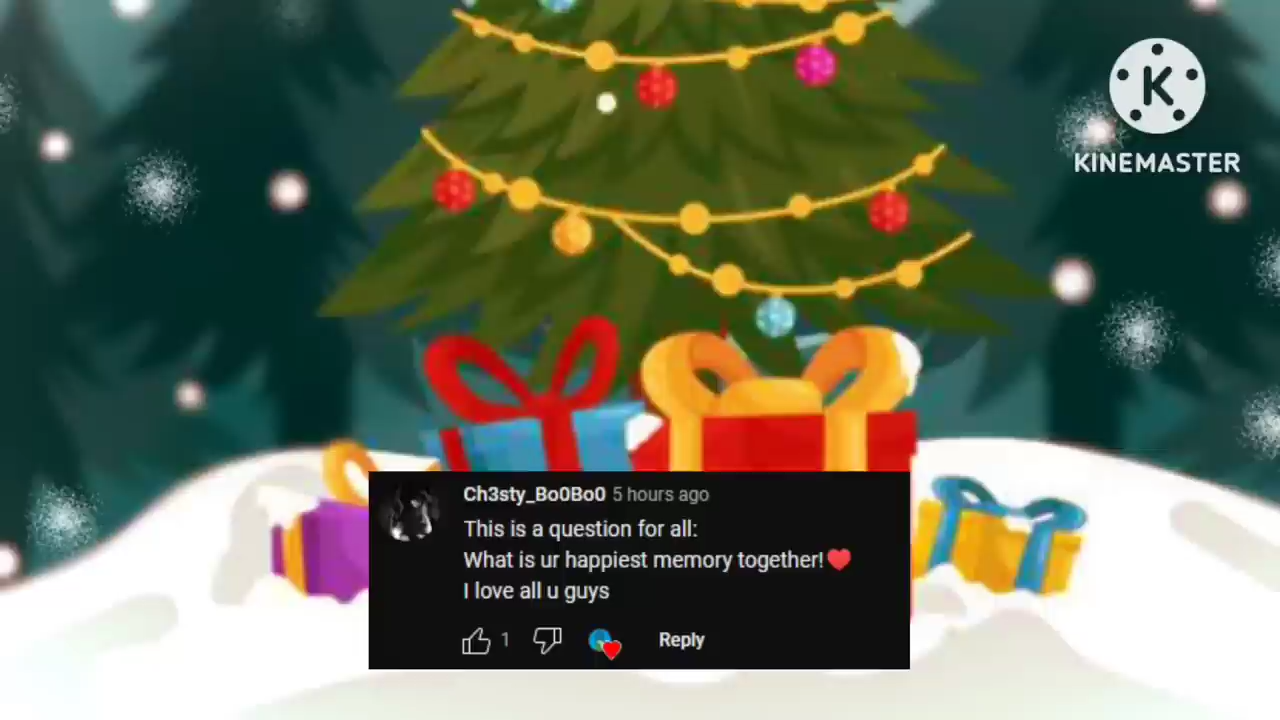 K
KINEMASTER
Ch3sty_Bo0Bo0 5 hours ago
This is a question for all:
What is ur happiest memory together!♥️
I love all u guys
1
Reply